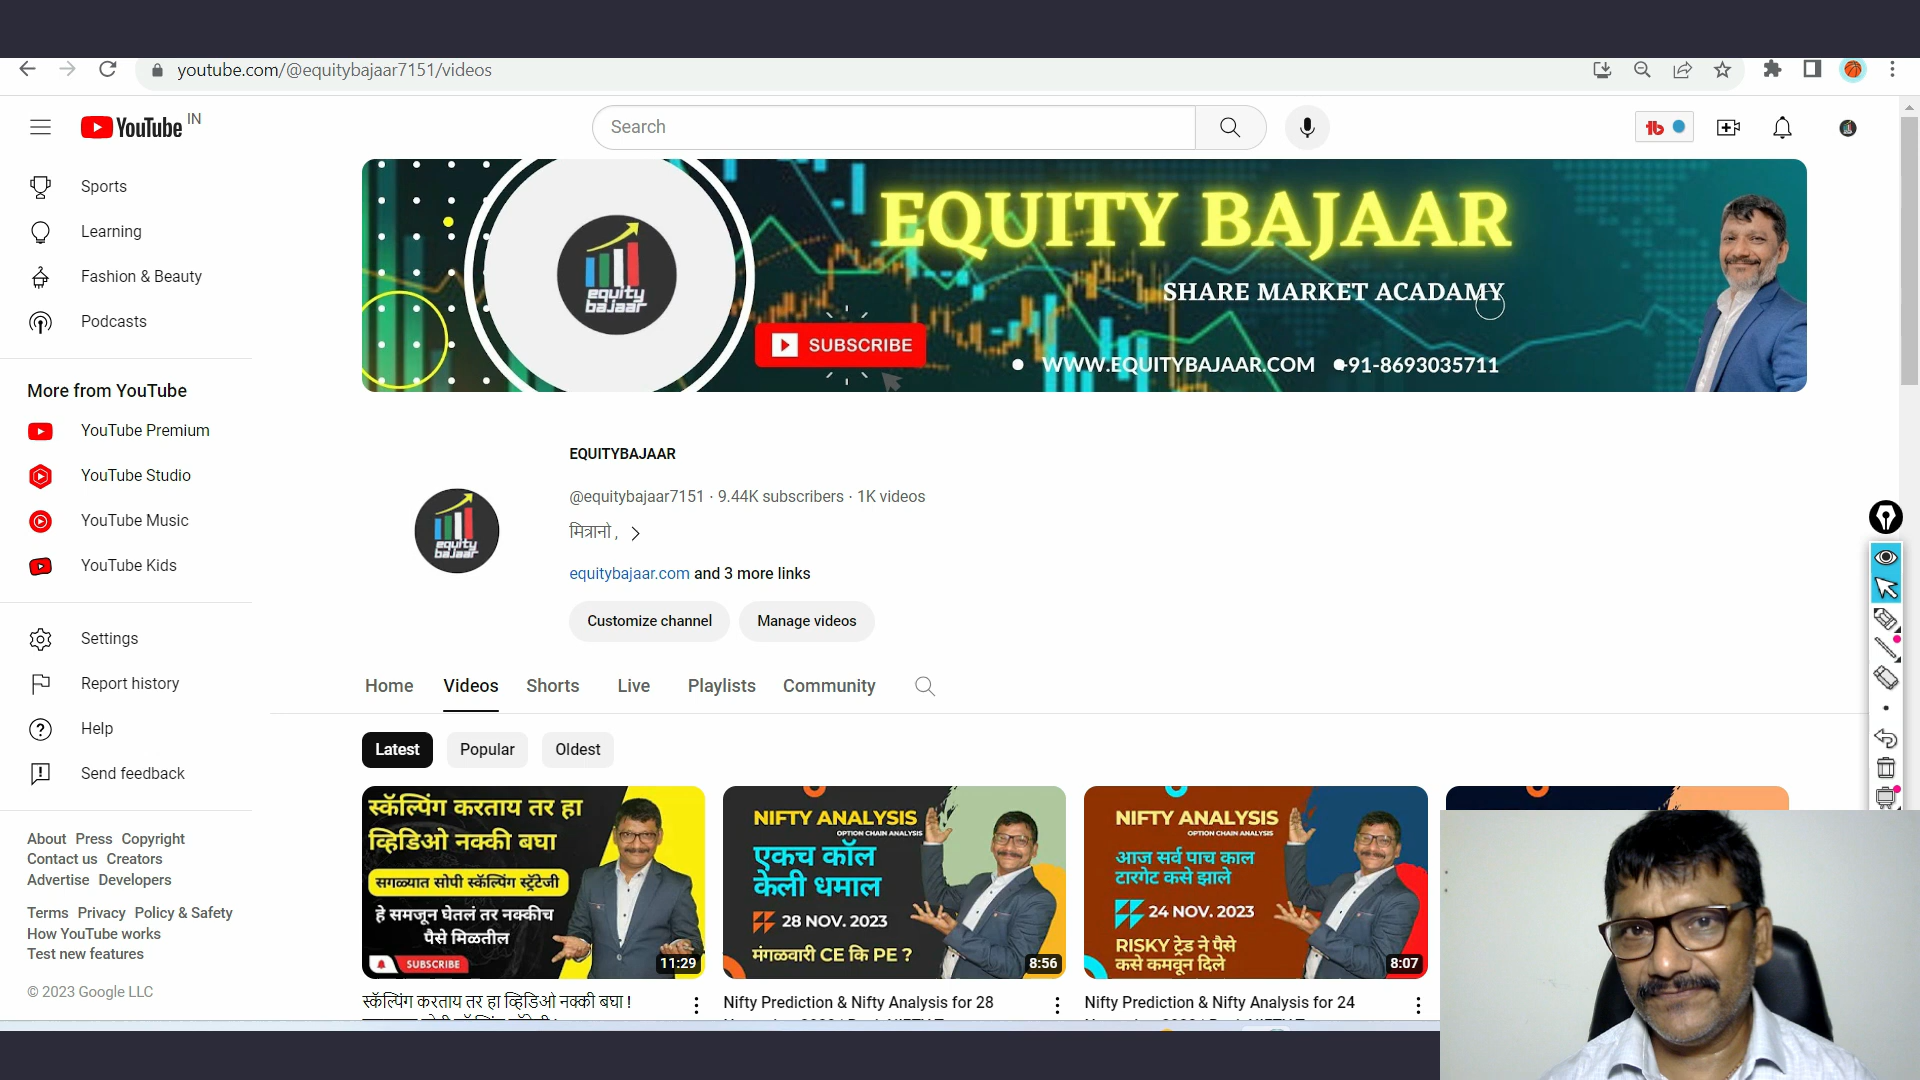 youtube.com/@equitybajaar7151/videos
YouTube IN
Search
Sports
Learning
Fashion & Beauty
Podcasts
More from YouTube
YouTube Premium
YouTube Studio
YouTube Music
YouTube Kids
Settings
Report history
Help
Send feedback
About Press Copyright
Contact us Creators
Advertise Developers
Terms Privacy Policy & Safety
How YouTube works
Test new features
© 2023 Google LLC
equity
bajaar
EQUITY BAJAAR
SHARE MARKET ACADAMY
SUBSCRIBE
WWW.EQUITYBAJAAR.COM
+91-8693035711
equity
bajaar
EQUITYBAJAAR
@equitybajaar7151 · 9.44K subscribers · 1K videos
मित्रानो ,
equitybajaar.com and 3 more links
Customize channel Manage videos
Home Videos Shorts Live Playlists Community
Latest Popular Oldest
स्कॅल्पिंग करताय तर हा
व्हिडिओ नक्की बघा
सगळ्यात सोपी स्कॅल्पिंग स्ट्रॅटेजी
हे समजून घेतलं तर नक्कीच
पैसे मिळतील
SUBSCRIBE
11:29
स्कॅल्पिंग करताय तर हा व्हिडिओ नक्की बघा !
NIFTY ANALYSIS
OPTION CHAIN ANALYSIS
एकच कॉल
केली धमाल
28 NOV. 2023
मंगळवारी CE कि PE ?
8:56
Nifty Prediction & Nifty Analysis for 28
NIFTY ANALYSIS
OPTION CHAIN ANALYSIS
आज सर्व पाच काल
टारगेट कसे झाले
24 NOV. 2023
RISKY ट्रेड ने पैसे
कसे कमवून दिले
8:07
Nifty Prediction & Nifty Analysis for 24